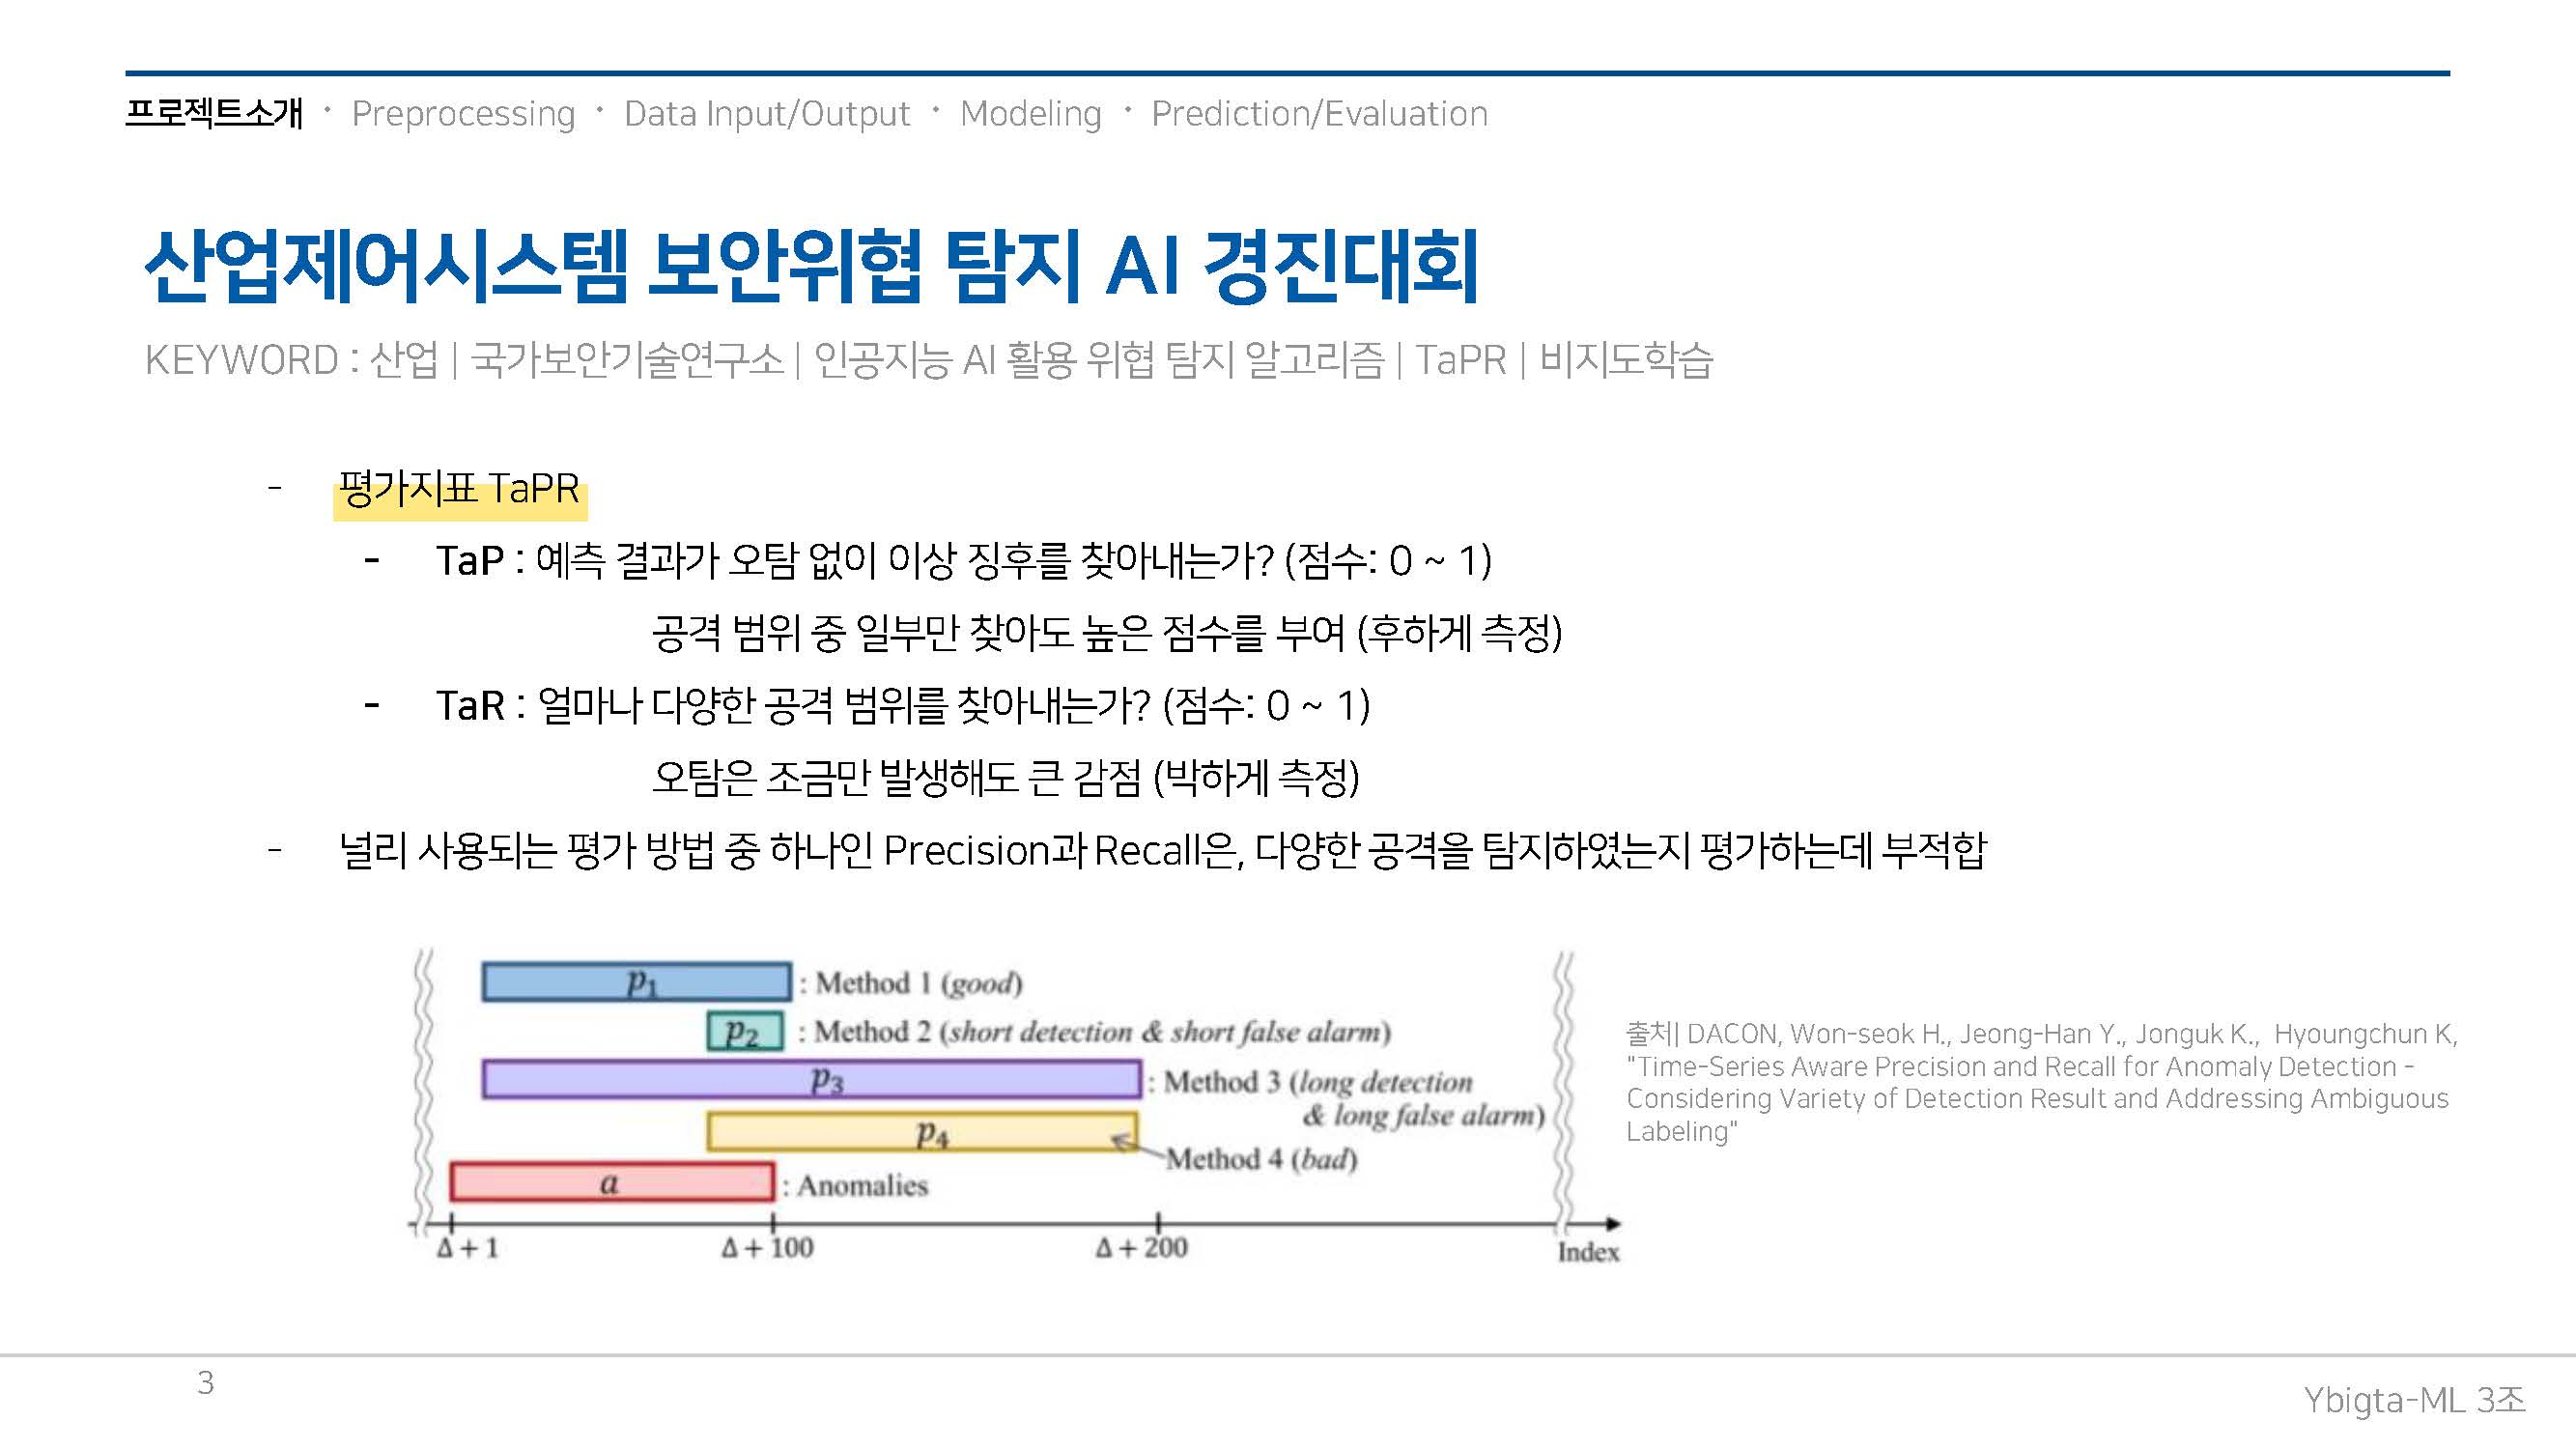 프로젝트소개 · Preprocessing · Data Input/Output · Modeling · Prediction/Evaluation
산업제어시스템 보안위협 탐지 AI 경진대회
KEYWORD : 산업 | 국가보안기술연구소 | 인공지능 AI 활용 위협 탐지 알고리즘 | TaPR | 비지도학습
- 평가지표 TaPR
- TaP : 예측 결과가 오탐 없이 이상 징후를 찾아내는가? (점수: 0 ~ 1)
공격 범위 중 일부만 찾아도 높은 점수를 부여 (후하게 측정)
- TaR : 얼마나 다양한 공격 범위를 찾아내는가? (점수: 0 ~ 1)
오탐은 조금만 발생해도 큰 감점 (박하게 측정)
- 널리 사용되는 평가 방법 중 하나인 Precision과 Recall은, 다양한 공격을 탐지하였는지 평가하는데 부적합
p1 : Method 1 (good)
p2 : Method 2 (short detection & short false alarm)
p3 : Method 3 (long detection
& long false alarm)
p4
Method 4 (bad)
a : Anomalies
Δ + 1 Δ + 100 Δ + 200 Index
출처| DACON, Won-seok H., Jeong-Han Y., Jonguk K., Hyoungchun K,
"Time-Series Aware Precision and Recall for Anomaly Detection -
Considering Variety of Detection Result and Addressing Ambiguous
Labeling"
3
Ybigta-ML 3조